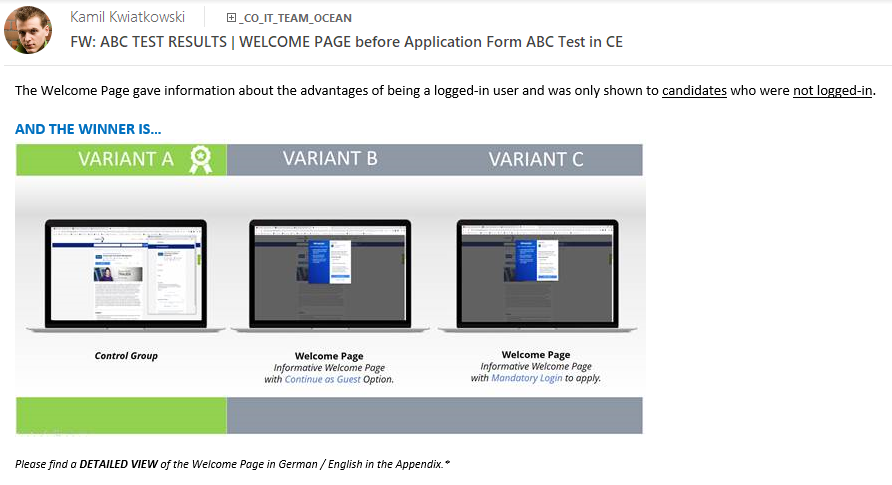 Kamil Kwiatkowski
_CO_IT_TEAM_OCEAN
FW: ABC TEST RESULTS | WELCOME PAGE before Application Form ABC Test in CE
The Welcome Page gave information about the advantages of being a logged-in user and was only shown to candidates who were not logged-in.
AND THE WINNER IS...
VARIANT A
VARIANT B
VARIANT C
Control Group
Welcome Page
Informative Welcome Page
with Continue as Guest Option.
Welcome Page
Informative Welcome Page
with Mandatory Login to apply.
Please find a DETAILED VIEW of the Welcome Page in German / English in the Appendix.*